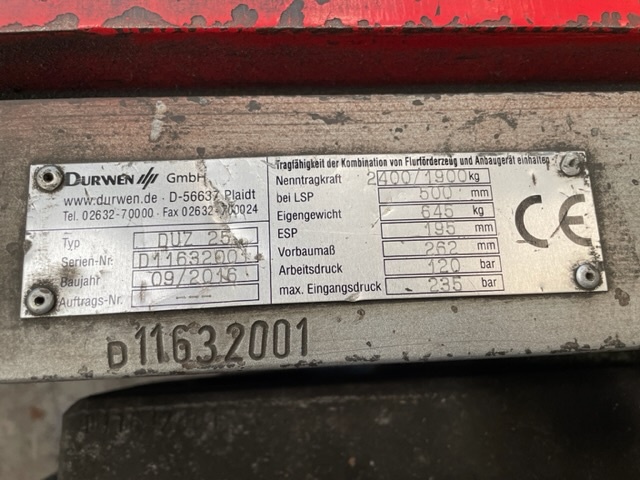 DURWEN GmbH
www.durwen.de · D-56637 Plaidt
Tel. 02632-70000 · Fax 02632-700024
Typ DUZ 25
Serien-Nr. D11632001
Baujahr 09/2016
Auftrags-Nr. ---
Tragfähigkeit der Kombination von Flurförderzeug und Anbaugerät einhalten
Nenntragkraft 2400/1900 kg
bei LSP 500 mm
Eigengewicht 645 kg
ESP 195 mm
Vorbaumaß 262 mm
Arbeitsdruck 120 bar
max. Eingangsdruck 235 bar
CE
D11632001